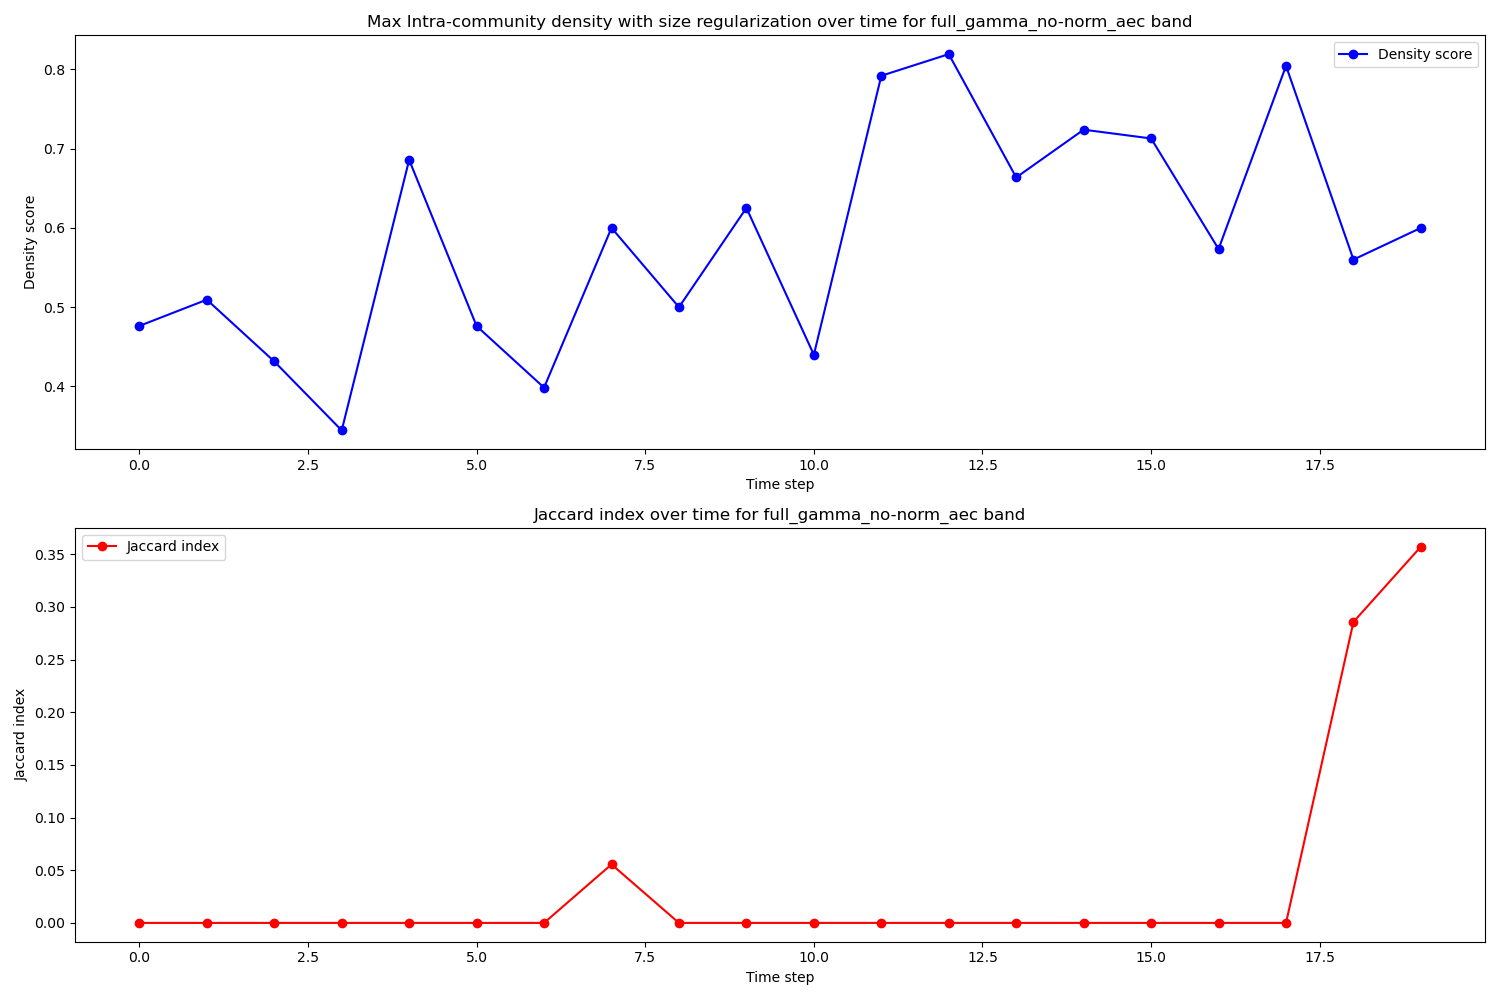 Max Intra-community density with size regularization over time for full_gamma_no-norm_aec band
Density score
0.8
0.7
0.6
0.5
0.4
Density score
0.0 2.5 5.0 7.5 10.0 12.5 15.0 17.5
Time step
Jaccard index over time for full_gamma_no-norm_aec band
Jaccard index
0.35
0.30
0.25
0.20
0.15
0.10
0.05
0.00
Jaccard index
0.0 2.5 5.0 7.5 10.0 12.5 15.0 17.5
Time step